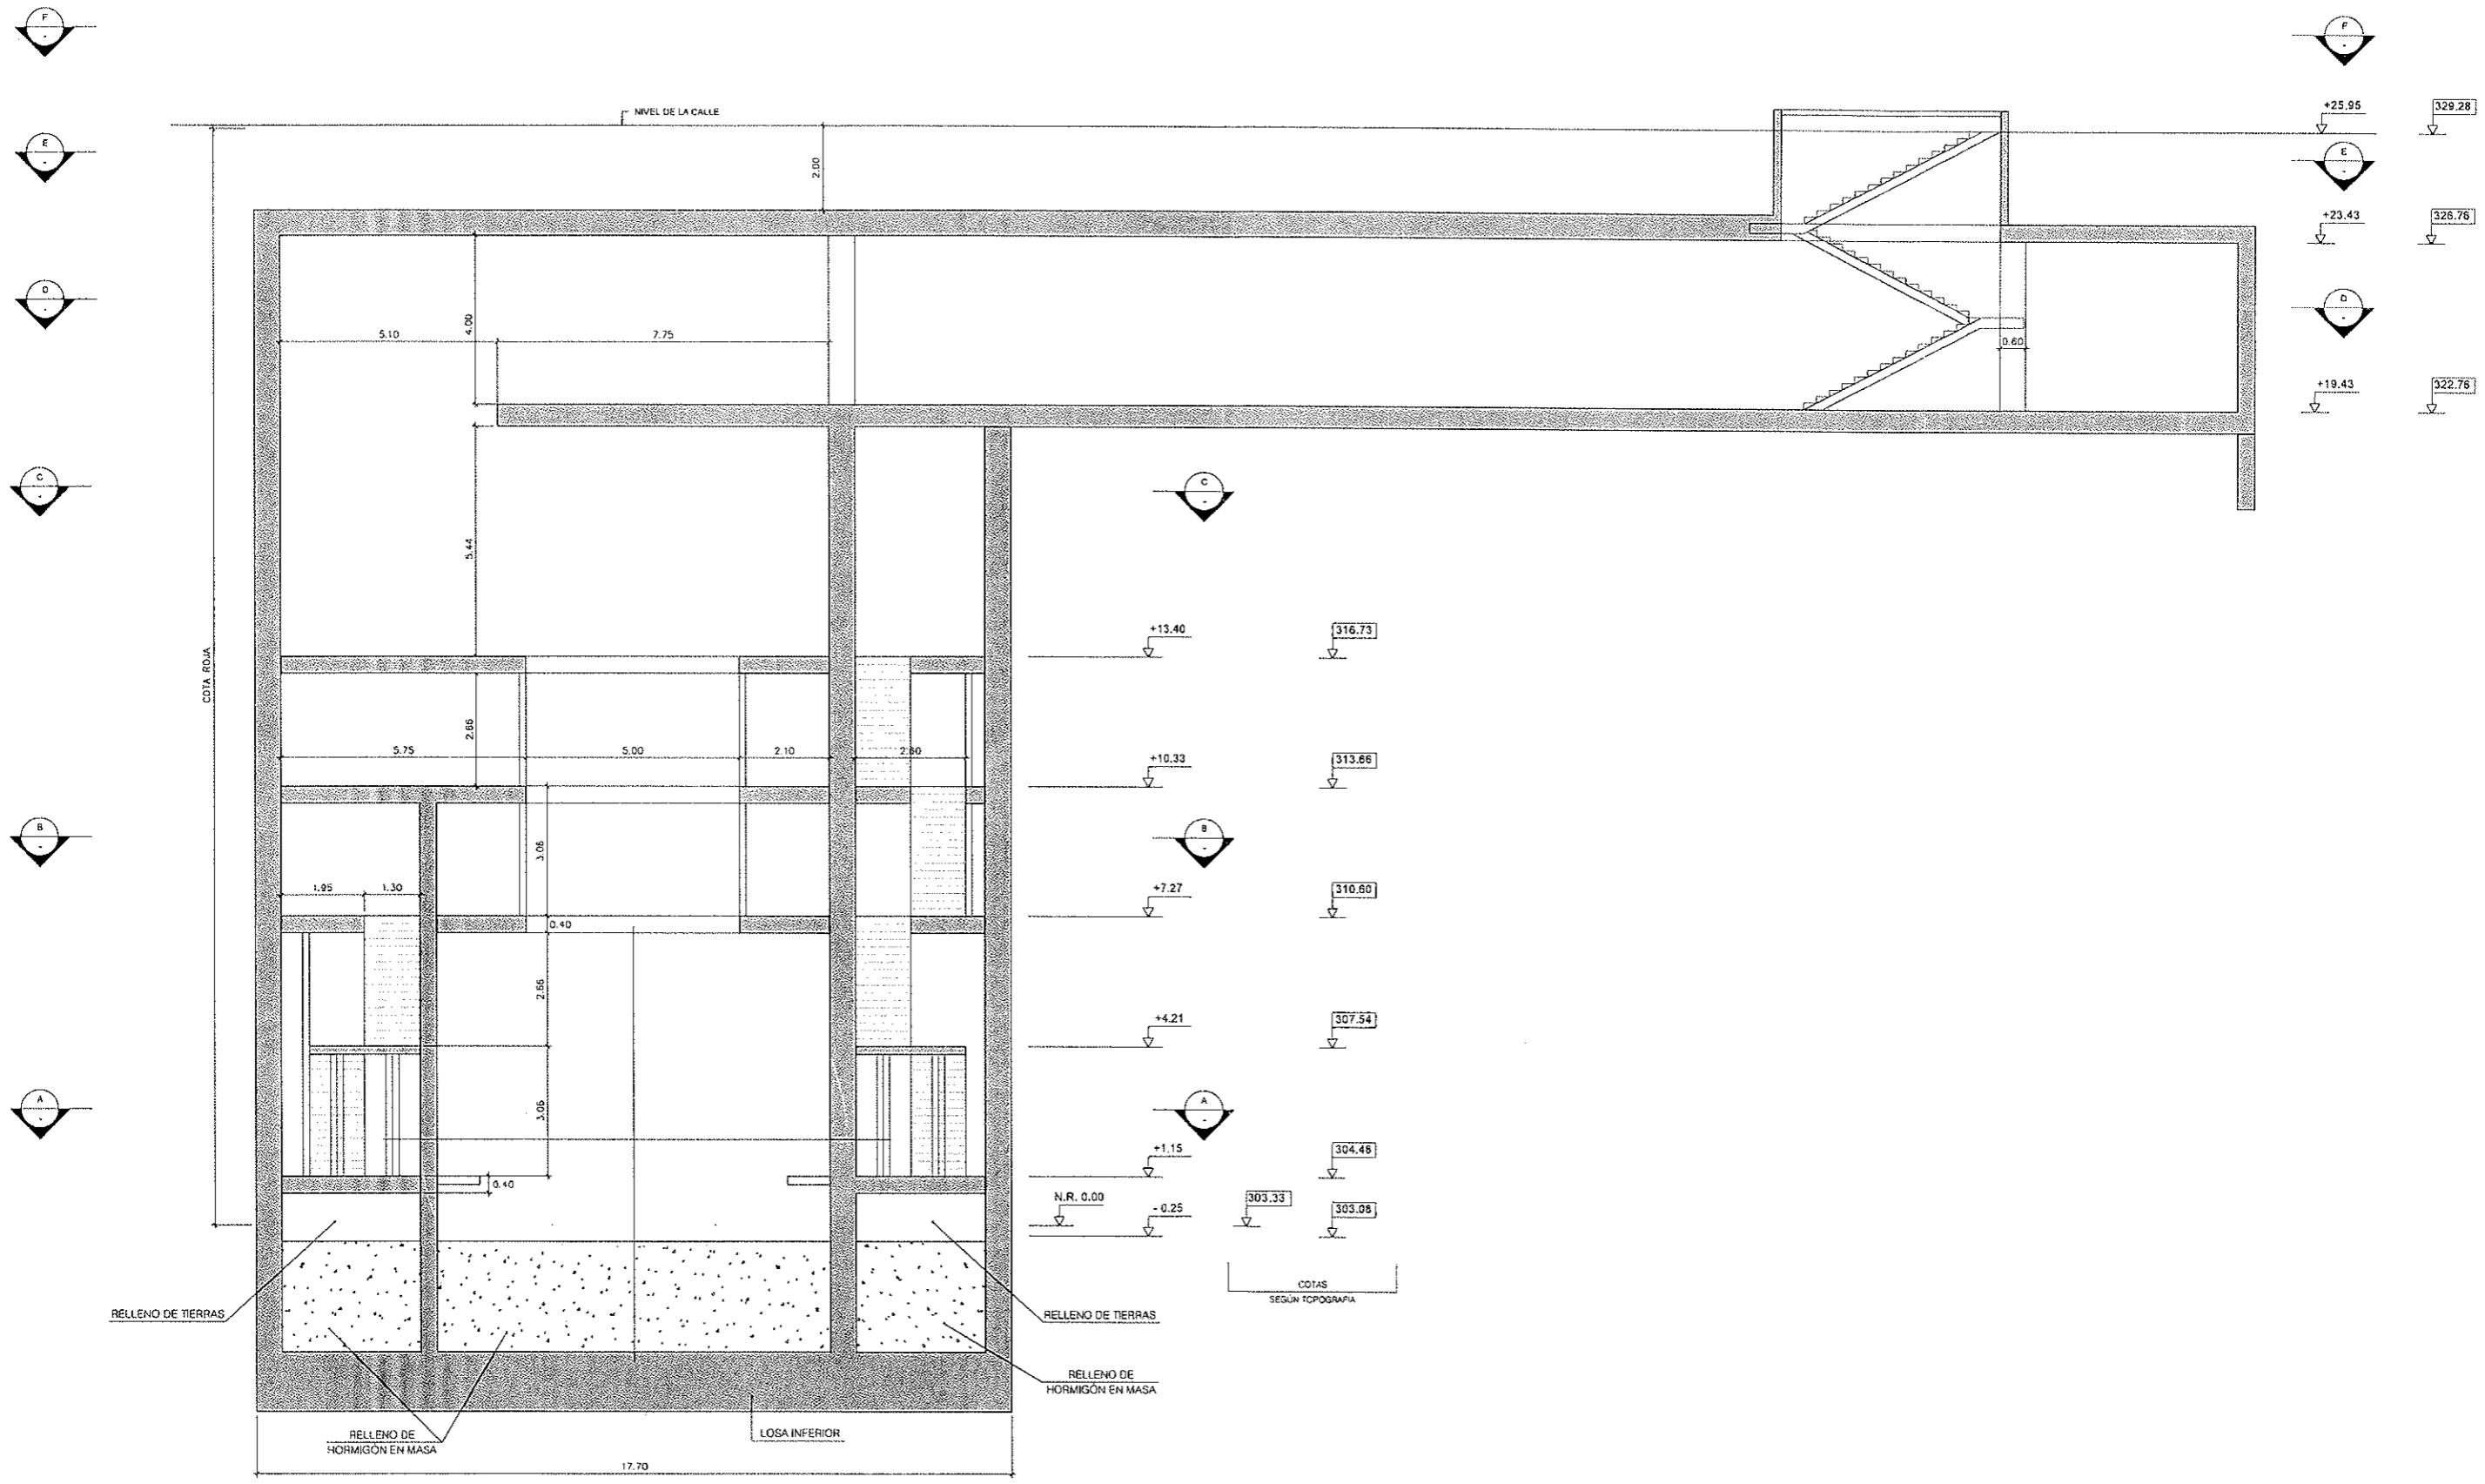 F
F
NIVEL DE LA CALLE
+25.95
329.28
E
E
2.00
+23.43
326.76
D
D
4.00
5.10
7.75
0.60
+19.43
322.76
C
C
5.44
+13.40
316.73
COTA ROJA
2.66
5.75
5.00
2.10
2.60
+10.33
313.66
B
B
3.06
1.95
1.30
+7.27
310.60
0.40
2.66
+4.21
307.54
A
A
3.06
+1.15
304.48
0.40
N.R. 0.00
303.33
- 0.25
303.08
COTAS
SEGÚN TOPOGRAFIA
RELLENO DE TIERRAS
RELLENO DE TIERRAS
RELLENO DE
HORMIGÓN EN MASA
LOSA INFERIOR
RELLENO DE
HORMIGÓN EN MASA
17.70